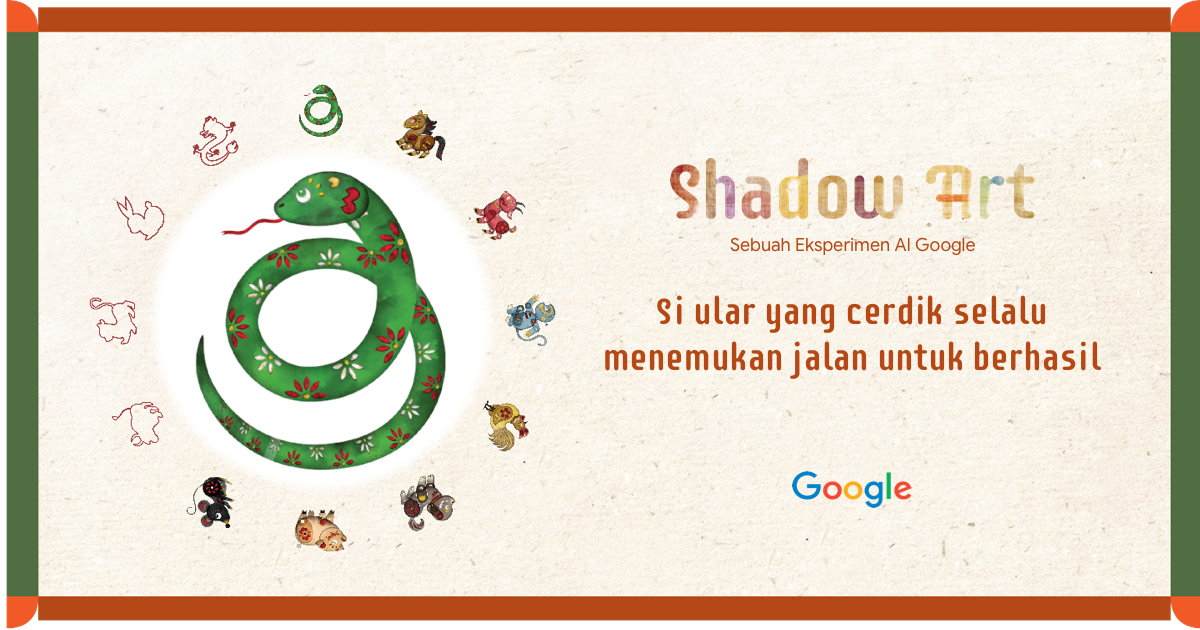 Shadow Art
Sebuah Eksperimen AI Google
Si ular yang cerdik selalu
menemukan jalan untuk berhasil
Google